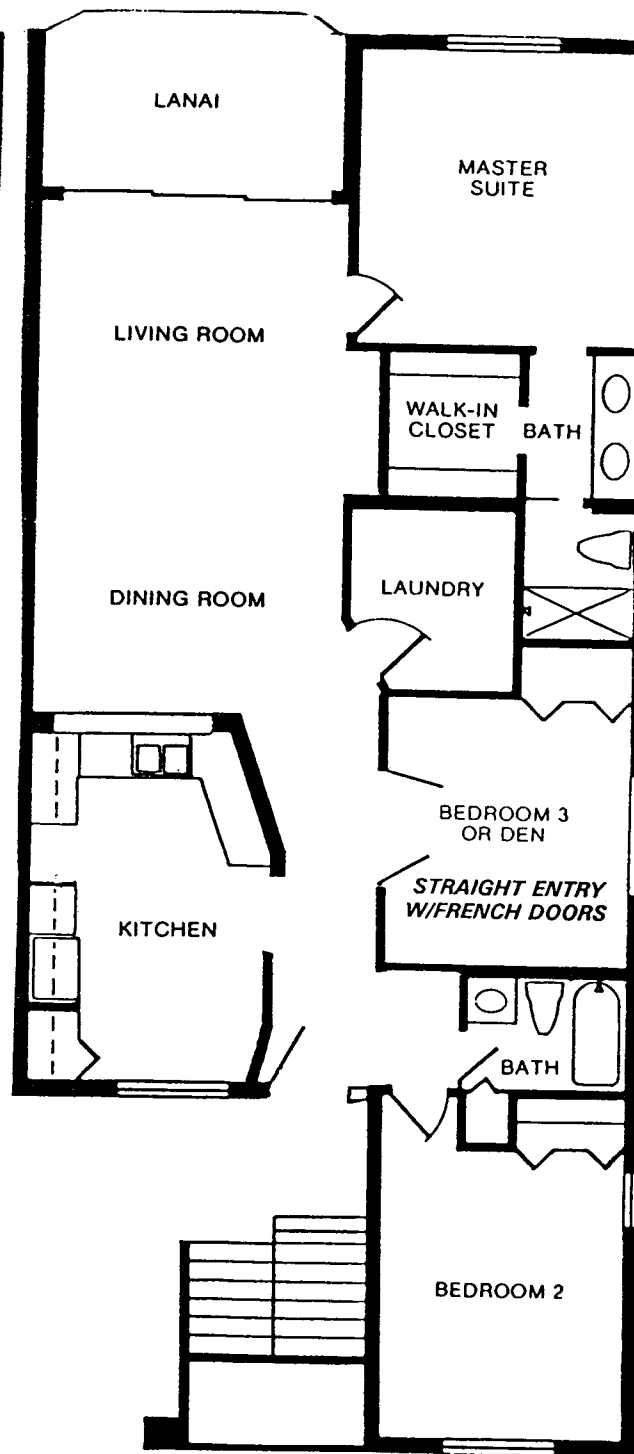 LANAI
MASTER
SUITE
LIVING ROOM
WALK-IN
CLOSET
BATH
DINING ROOM
LAUNDRY
BEDROOM 3
OR DEN
STRAIGHT ENTRY
W/FRENCH DOORS
KITCHEN
BATH
BEDROOM 2